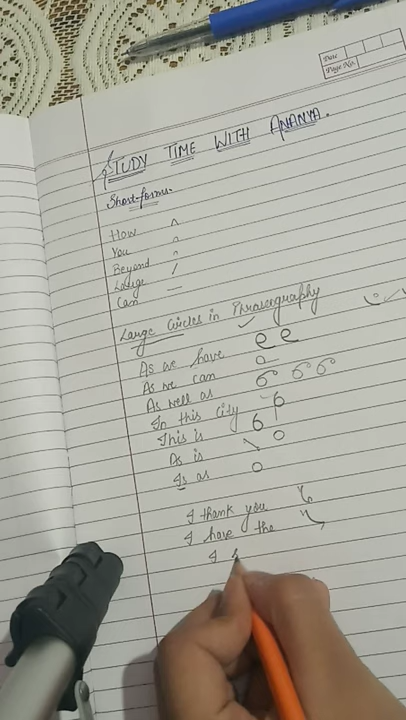 Date
Page No.
STUDY TIME WITH ANANYA.
Short-forms-
How
You
Beyond
Large
Can
Large Circles in Phraseography
As we have
As we can
As well as
In this city
This is
As is
Is as
I thank you
I have the
I